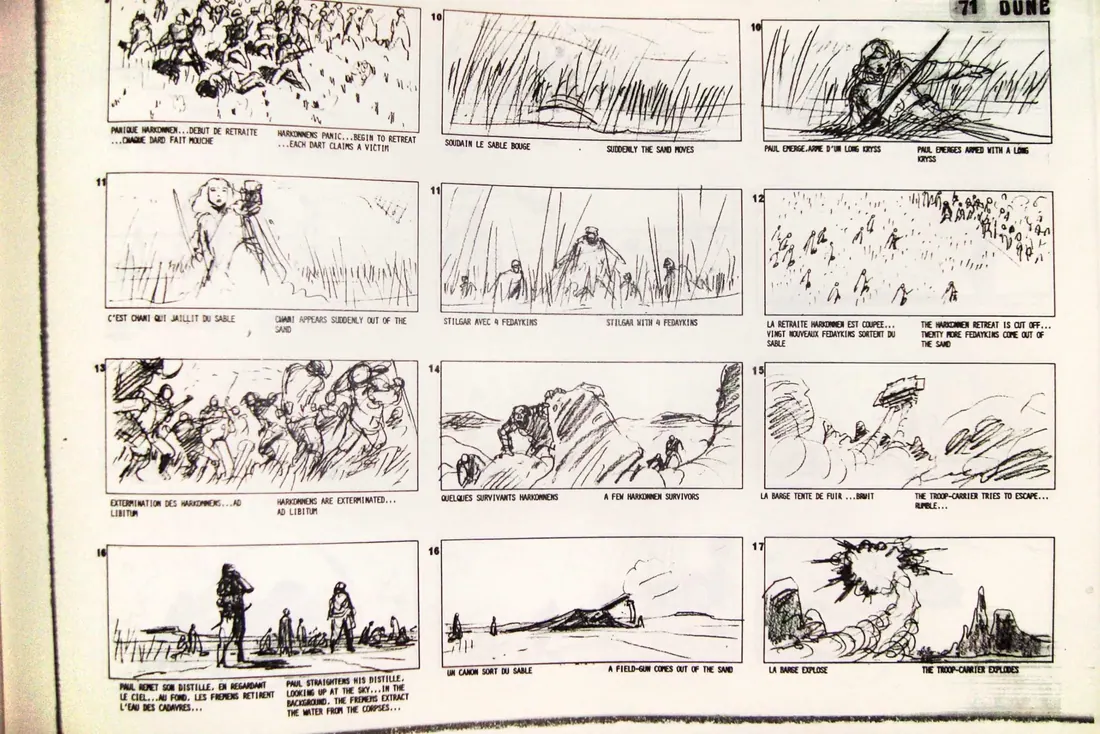 71 DUNE
PANIQUE HARKONNEN...DEBUT DE RETRAITE
...CHAQUE DARD FAIT MOUCHE
HARKONNENS PANIC...BEGIN TO RETREAT
...EACH DART CLAIMS A VICTIM
10
SOUDAIN LE SABLE BOUGE
SUDDENLY THE SAND MOVES
10
PAUL EMERGE.ARME D'UN LONG KRYSS
PAUL EMERGES ARMED WITH A LONG
KRYSS
11
C'EST CHANI QUI JAILLIT DU SABLE
CHANI APPEARS SUDDENLY OUT OF THE
SAND
11
STILGAR AVEC 4 FEDAYKINS
STILGAR WITH 4 FEDAYKINS
12
LA RETRAITE HARKONNEN EST COUPEE...
VINGT NOUVEAUX FEDAYKINS SORTENT DU
SABLE
THE HARKONNEN RETREAT IS CUT OFF...
TWENTY MORE FEDAYKINS COME OUT OF
THE SAND
13
EXTERMINATION DES HARKONNENS...AD
LIBITUM
HARKONNENS ARE EXTERMINATED...
AD LIBITUM
14
QUELQUES SURVIVANTS HARKONNENS
A FEW HARKONNEN SURVIVORS
15
LA BARGE TENTE DE FUIR ...BRUIT
THE TROOP-CARRIER TRIES TO ESCAPE...
RUMBLE...
16
PAUL REMET SON DISTILLE, EN REGARDANT
LE CIEL...AU FOND, LES FREMENS RETIRENT
L'EAU DES CADAVRES...
PAUL STRAIGHTENS HIS DISTILLE,
LOOKING UP AT THE SKY...IN THE
BACKGROUND, THE FREMENS EXTRACT
THE WATER FROM THE CORPSES...
16
UN CANON SORT DU SABLE
A FIELD-GUN COMES OUT OF THE SAND
17
LA BARGE EXPLOSE
THE TROOP-CARRIER EXPLODES